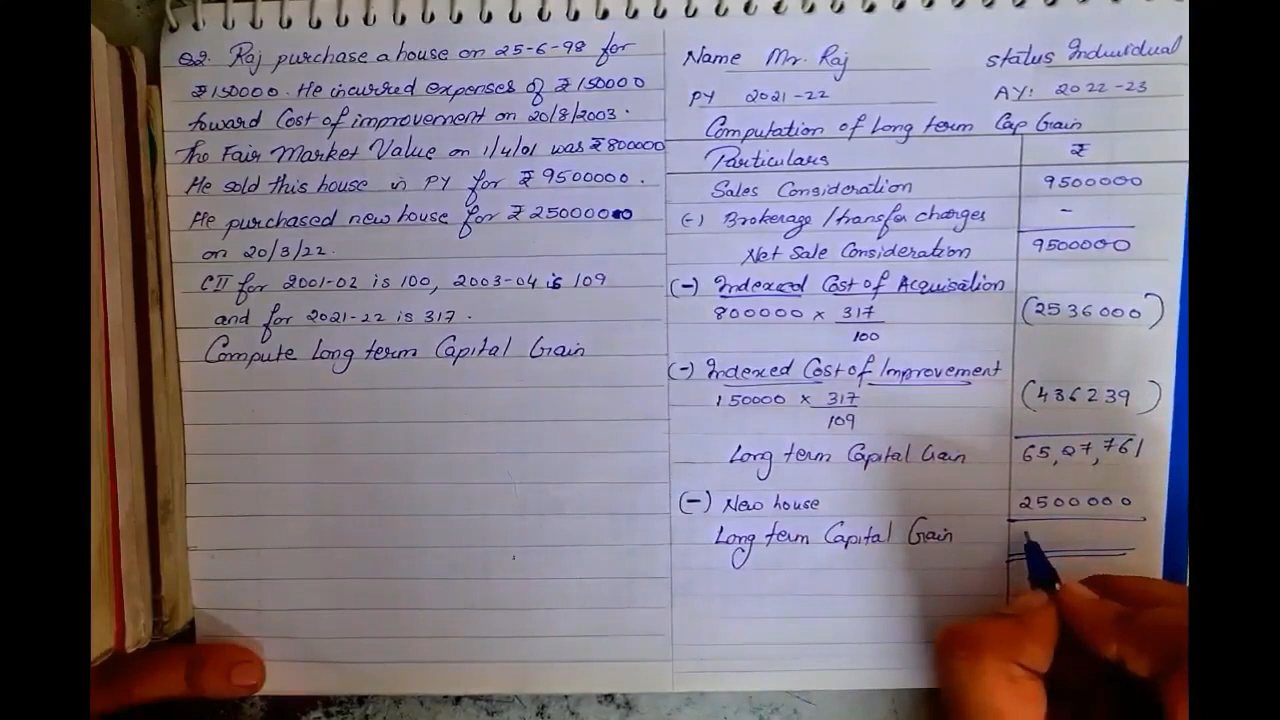 Q2. Raj purchase a house on 25-6-98 for
₹150000. He incurred expenses of ₹150000
toward Cost of improvement on 20/8/2003.
The Fair Market Value on 1/4/01 was ₹800000
He sold this house in PY for ₹9500000.
He purchased new house for ₹2500000
on 20/3/22.
CII for 2001-02 is 100, 2003-04 is 109
and for 2021-22 is 317.
Compute Long term Capital Gain
Name Mr. Raj status Individual
PY 2021-22 AY: 2022-23
Computation of Long term Cap Gain
Particulars ₹
Sales Consideration 9500000
(-) Brokerage/transfer charges -
Net Sale Consideration 9500000
(-) Indexed Cost of Acquisation
800000 × 317 (2536000)
100
(-) Indexed Cost of Improvement
150000 × 317 (436239)
109
Long term Capital Gain 65,27,761
(-) New house 2500000
Long term Capital Gain